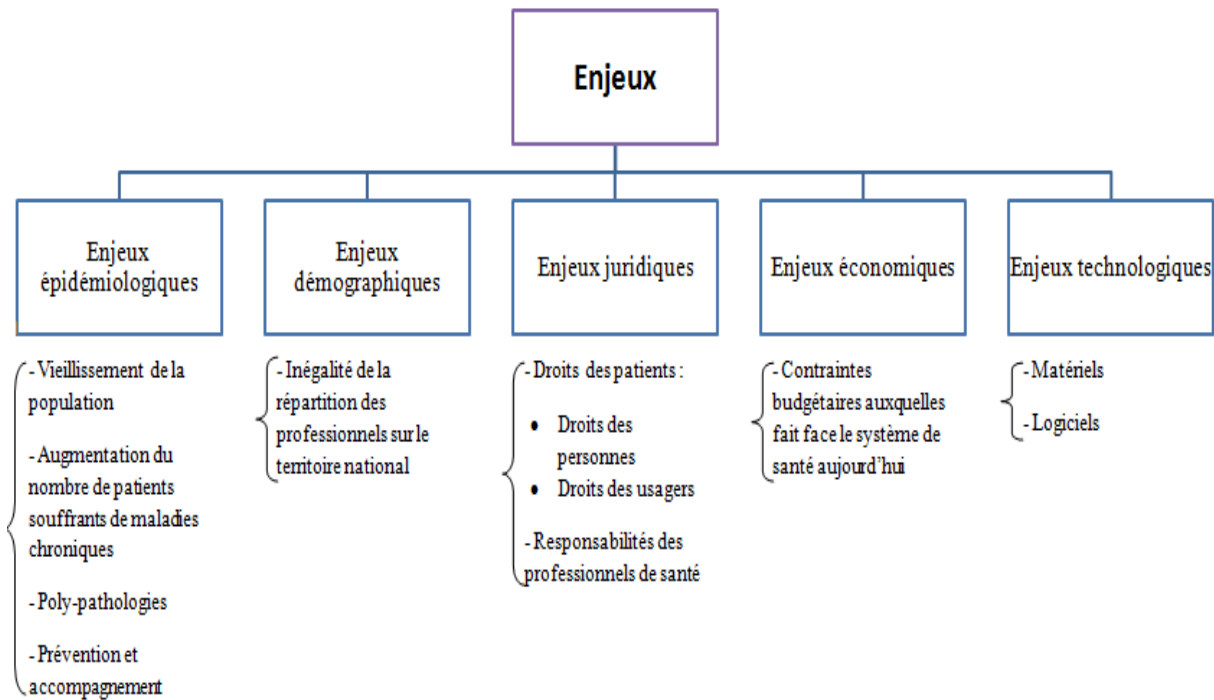 Enjeux
Enjeux
épidémiologiques
Enjeux
démographiques
Enjeux juridiques
Enjeux économiques
Enjeux technologiques
- Vieillissement de la
population
- Augmentation du
nombre de patients
souffrants de maladies
chroniques
- Poly-pathologies
- Prévention et
accompagnement
- Inégalité de la
répartition des
professionnels sur le
territoire national
- Droits des patients :
• Droits des
personnes
• Droits des usagers
- Responsabilités des
professionnels de santé
- Contraintes
budgétaires auxquelles
fait face le système de
santé aujourd'hui
- Matériels
- Logiciels